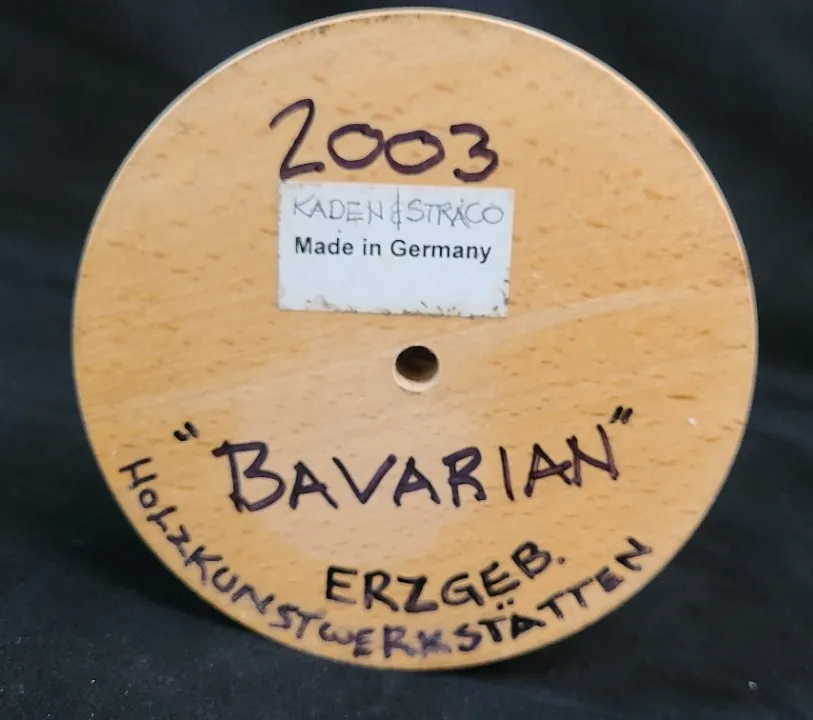 2003
KADEN & STRACO
Made in Germany
"BAVARIAN"
ERZGEB.
HOLZKUNSTWERKSTÄTTEN